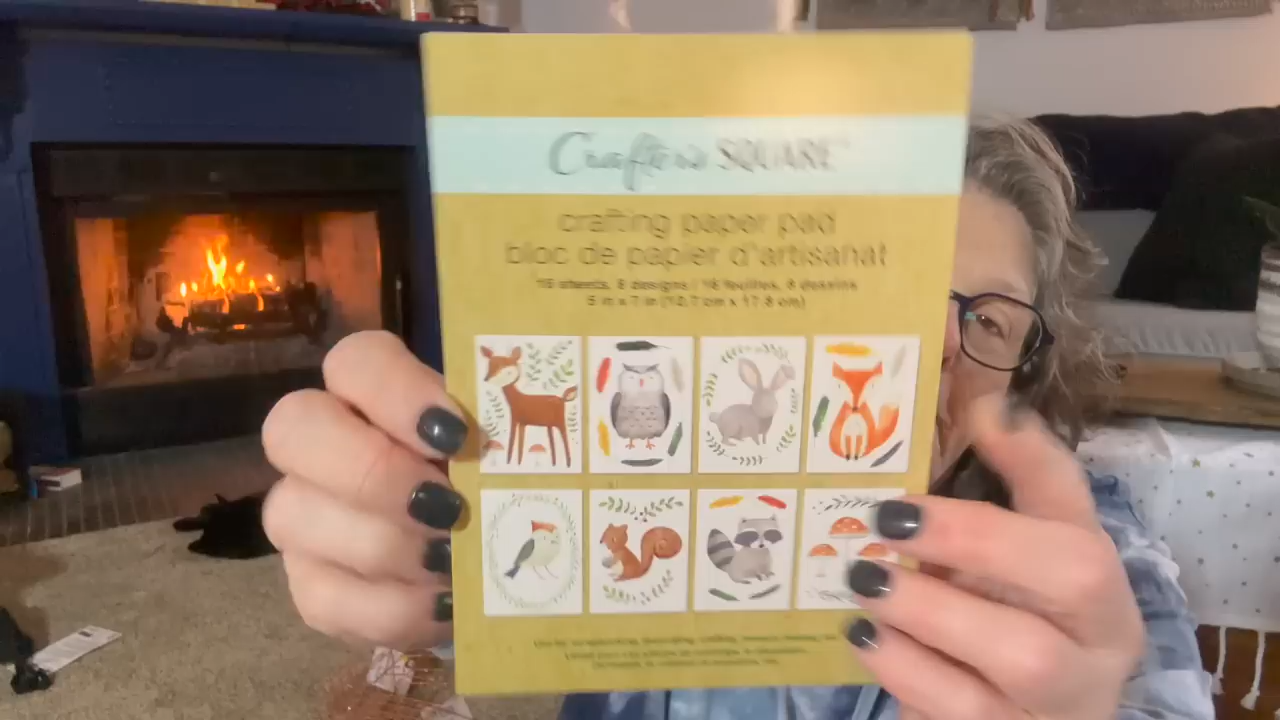 Crafter's SQUARE
crafting paper pad
bloc de papier d'artisanat
16 sheets, 8 designs / 16 feuilles, 8 dessins
5 in x 7 in (12.7 cm x 17.8 cm)